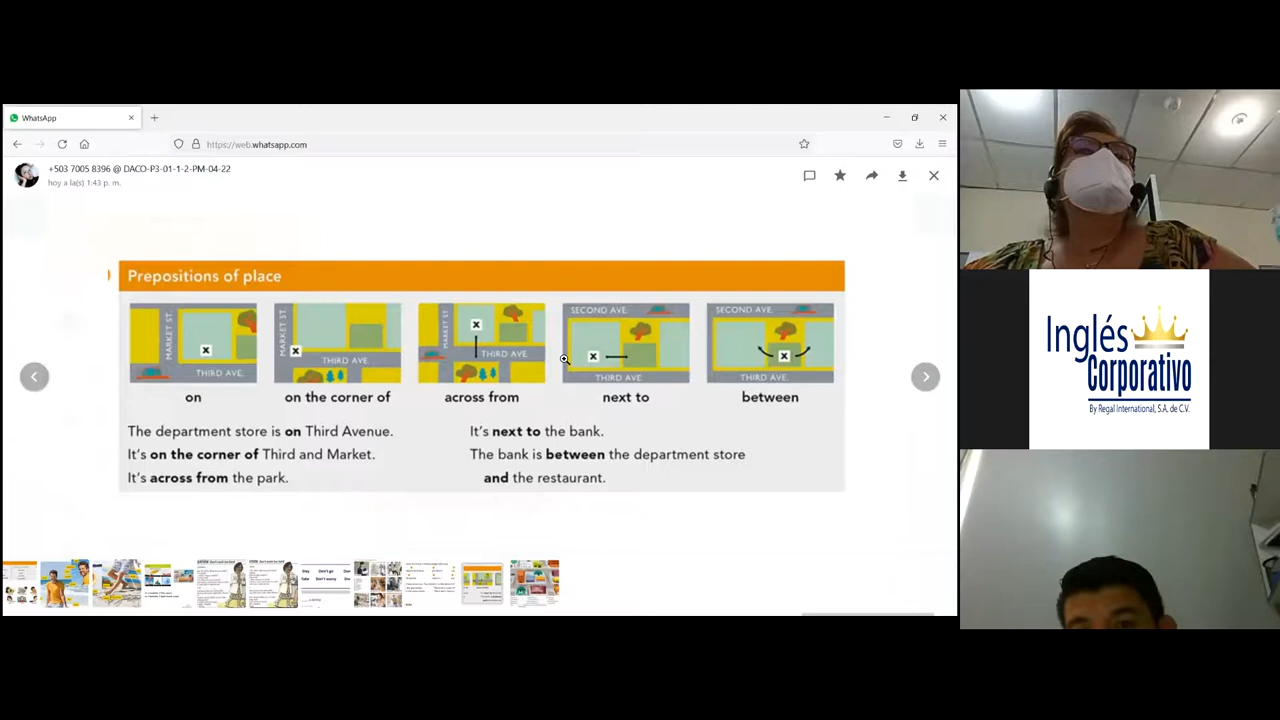 WhatsApp
https://web.whatsapp.com
+503 7005 8396 @ DACO-P3-01-1-2-PM-04-22
hoy a la(s) 1:43 p. m.
Prepositions of place
MARKET ST.
THIRD AVE.
X
on
MARKET ST.
THIRD AVE.
X
on the corner of
MARKET ST.
THIRD AVE.
X
across from
SECOND AVE.
THIRD AVE.
X
next to
SECOND AVE.
THIRD AVE.
X
between
The department store is on Third Avenue.
It's on the corner of Third and Market.
It's across from the park.
It's next to the bank.
The bank is between the department store
and the restaurant.
Inglés
Corporativo
By Regal International, S.A. de C.V.